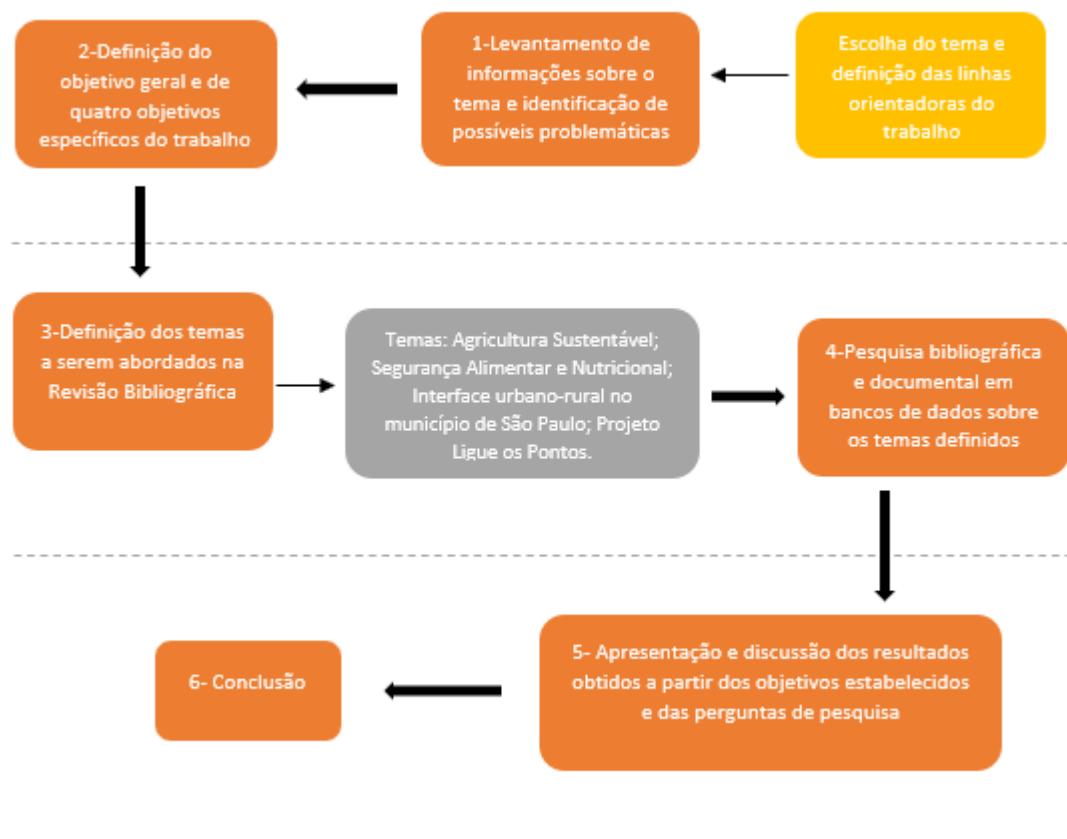 Escolha do tema e
definição das linhas
orientadoras do
trabalho
1-Levantamento de
informações sobre o
tema e identificação de
possíveis problemáticas
2-Definição do
objetivo geral e de
quatro objetivos
específicos do trabalho
3-Definição dos temas
a serem abordados na
Revisão Bibliográfica
Temas: Agricultura Sustentável;
Segurança Alimentar e Nutricional;
Interface urbano-rural no
município de São Paulo; Projeto
Ligue os Pontos.
4-Pesquisa bibliográfica
e documental em
bancos de dados sobre
os temas definidos
5- Apresentação e discussão dos resultados
obtidos a partir dos objetivos estabelecidos
e das perguntas de pesquisa
6- Conclusão